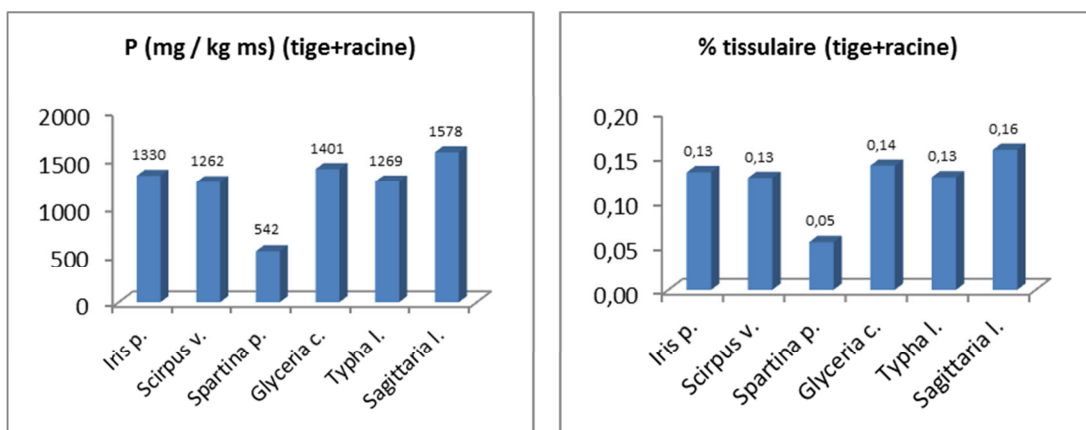 P (mg / kg ms) (tige+racine)
2000
1500
1000
500
0
1330
1262
542
1401
1269
1578
Iris p.
Scirpus v.
Spartina p.
Glyceria c.
Typha l.
Sagittaria l.
% tissulaire (tige+racine)
0,20
0,15
0,10
0,05
0,00
0,13
0,13
0,05
0,14
0,13
0,16
Iris p.
Scirpus v.
Spartina p.
Glyceria c.
Typha l.
Sagittaria l.